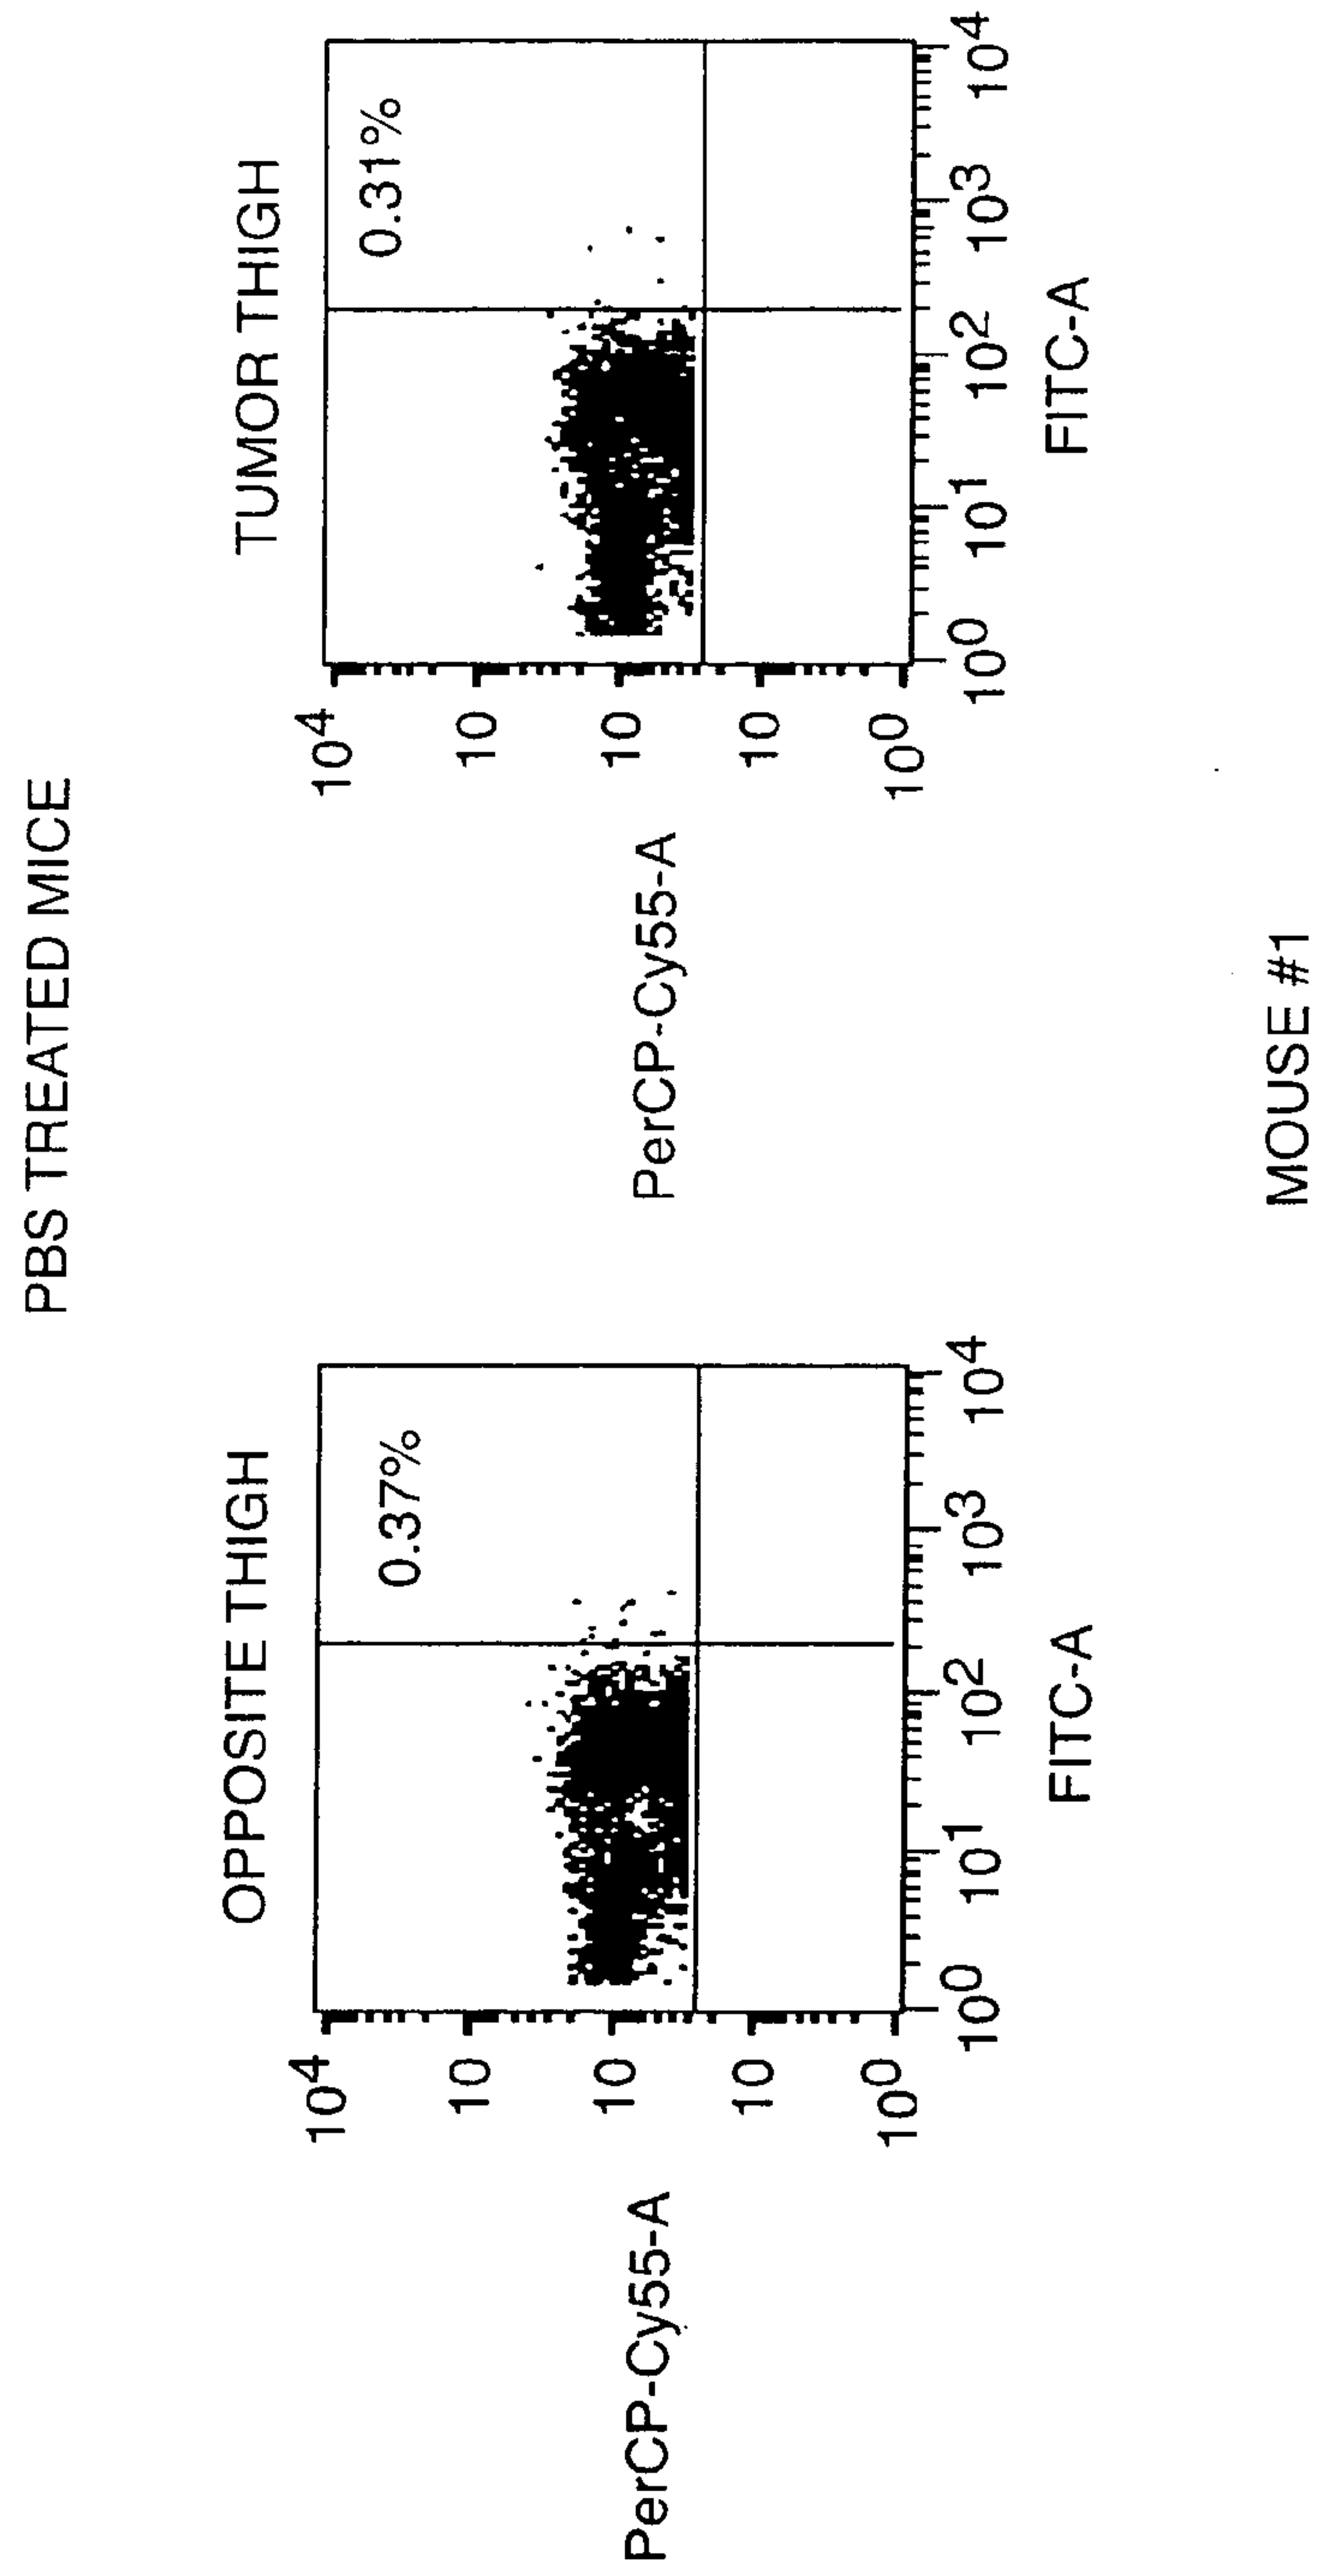 PBS TREATED MICE
OPPOSITE THIGH
PerCP-Cy55-A
10⁴
10
10
10
10⁰
0.37%
10⁰ 10¹ 10² 10³ 10⁴
FITC-A
TUMOR THIGH
PerCP-Cy55-A
10⁴
10
10
10
10⁰
0.31%
10⁰ 10¹ 10² 10³ 10⁴
FITC-A
MOUSE #1